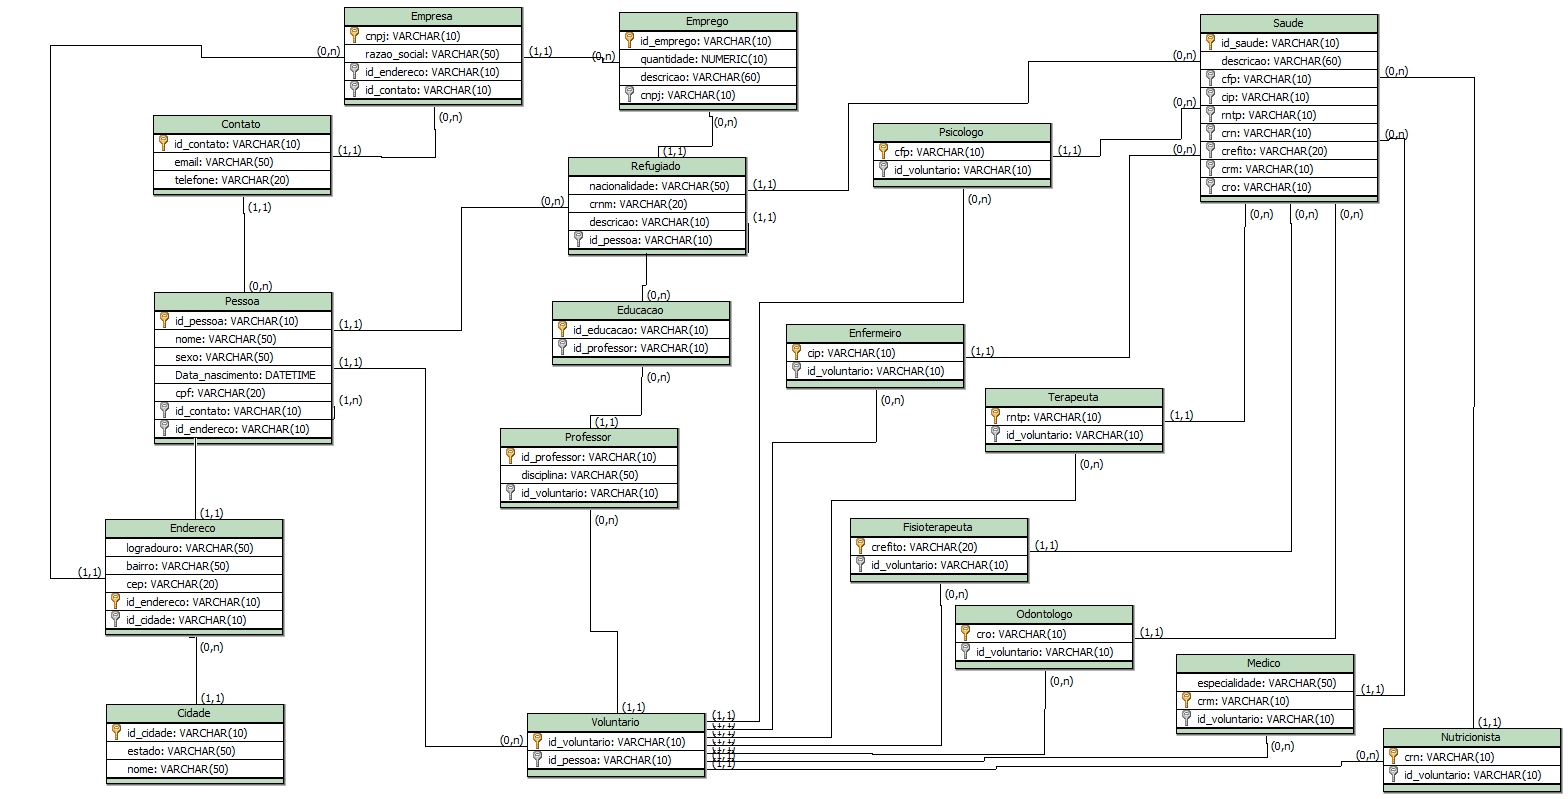 Empresa
cnpj: VARCHAR(10)
razao_social: VARCHAR(50)
id_endereco: VARCHAR(10)
id_contato: VARCHAR(10)
(0,n)
(1,1)
(0,n)
Emprego
id_emprego: VARCHAR(10)
quantidade: NUMERIC(10)
descricao: VARCHAR(60)
cnpj: VARCHAR(10)
(0,n)
(0,n)
Saude
id_saude: VARCHAR(10)
descricao: VARCHAR(60)
cfp: VARCHAR(10)
cip: VARCHAR(10)
rntp: VARCHAR(10)
crn: VARCHAR(10)
crefito: VARCHAR(20)
crm: VARCHAR(10)
cro: VARCHAR(10)
(0,n)
(0,n)
(0,n)
(0,n)
(0,n)
(0,n)
(0,n)
(0,n)
Contato
id_contato: VARCHAR(10)
email: VARCHAR(50)
telefone: VARCHAR(20)
(1,1)
(1,1)
Psicologo
cfp: VARCHAR(10)
id_voluntario: VARCHAR(10)
(1,1)
(0,n)
(1,1)
Refugiado
nacionalidade: VARCHAR(50)
crnm: VARCHAR(20)
descricao: VARCHAR(10)
id_pessoa: VARCHAR(10)
(0,n)
(1,1)
(1,1)
(0,n)
Pessoa
id_pessoa: VARCHAR(10)
nome: VARCHAR(50)
sexo: VARCHAR(50)
Data_nascimento: DATETIME
cpf: VARCHAR(20)
id_contato: VARCHAR(10)
id_endereco: VARCHAR(10)
(1,1)
(1,1)
(1,n)
(0,n)
Educacao
id_educacao: VARCHAR(10)
id_professor: VARCHAR(10)
(0,n)
Enfermeiro
cip: VARCHAR(10)
id_voluntario: VARCHAR(10)
(1,1)
(0,n)
Terapeuta
rntp: VARCHAR(10)
id_voluntario: VARCHAR(10)
(1,1)
(0,n)
(1,1)
Professor
id_professor: VARCHAR(10)
disciplina: VARCHAR(50)
id_voluntario: VARCHAR(10)
(0,n)
(1,1)
Endereco
logradouro: VARCHAR(50)
bairro: VARCHAR(50)
cep: VARCHAR(20)
id_endereco: VARCHAR(10)
id_cidade: VARCHAR(10)
(1,1)
(0,n)
Fisioterapeuta
crefito: VARCHAR(20)
id_voluntario: VARCHAR(10)
(1,1)
(0,n)
Odontologo
cro: VARCHAR(10)
id_voluntario: VARCHAR(10)
(1,1)
(0,n)
Medico
especialidade: VARCHAR(50)
crm: VARCHAR(10)
id_voluntario: VARCHAR(10)
(1,1)
(0,n)
(1,1)
Cidade
id_cidade: VARCHAR(10)
estado: VARCHAR(50)
nome: VARCHAR(50)
(1,1)
Voluntario
id_voluntario: VARCHAR(10)
id_pessoa: VARCHAR(10)
(0,n)
(1,1)
(1,1)
(1,1)
Nutricionista
crn: VARCHAR(10)
id_voluntario: VARCHAR(10)
(0,n)